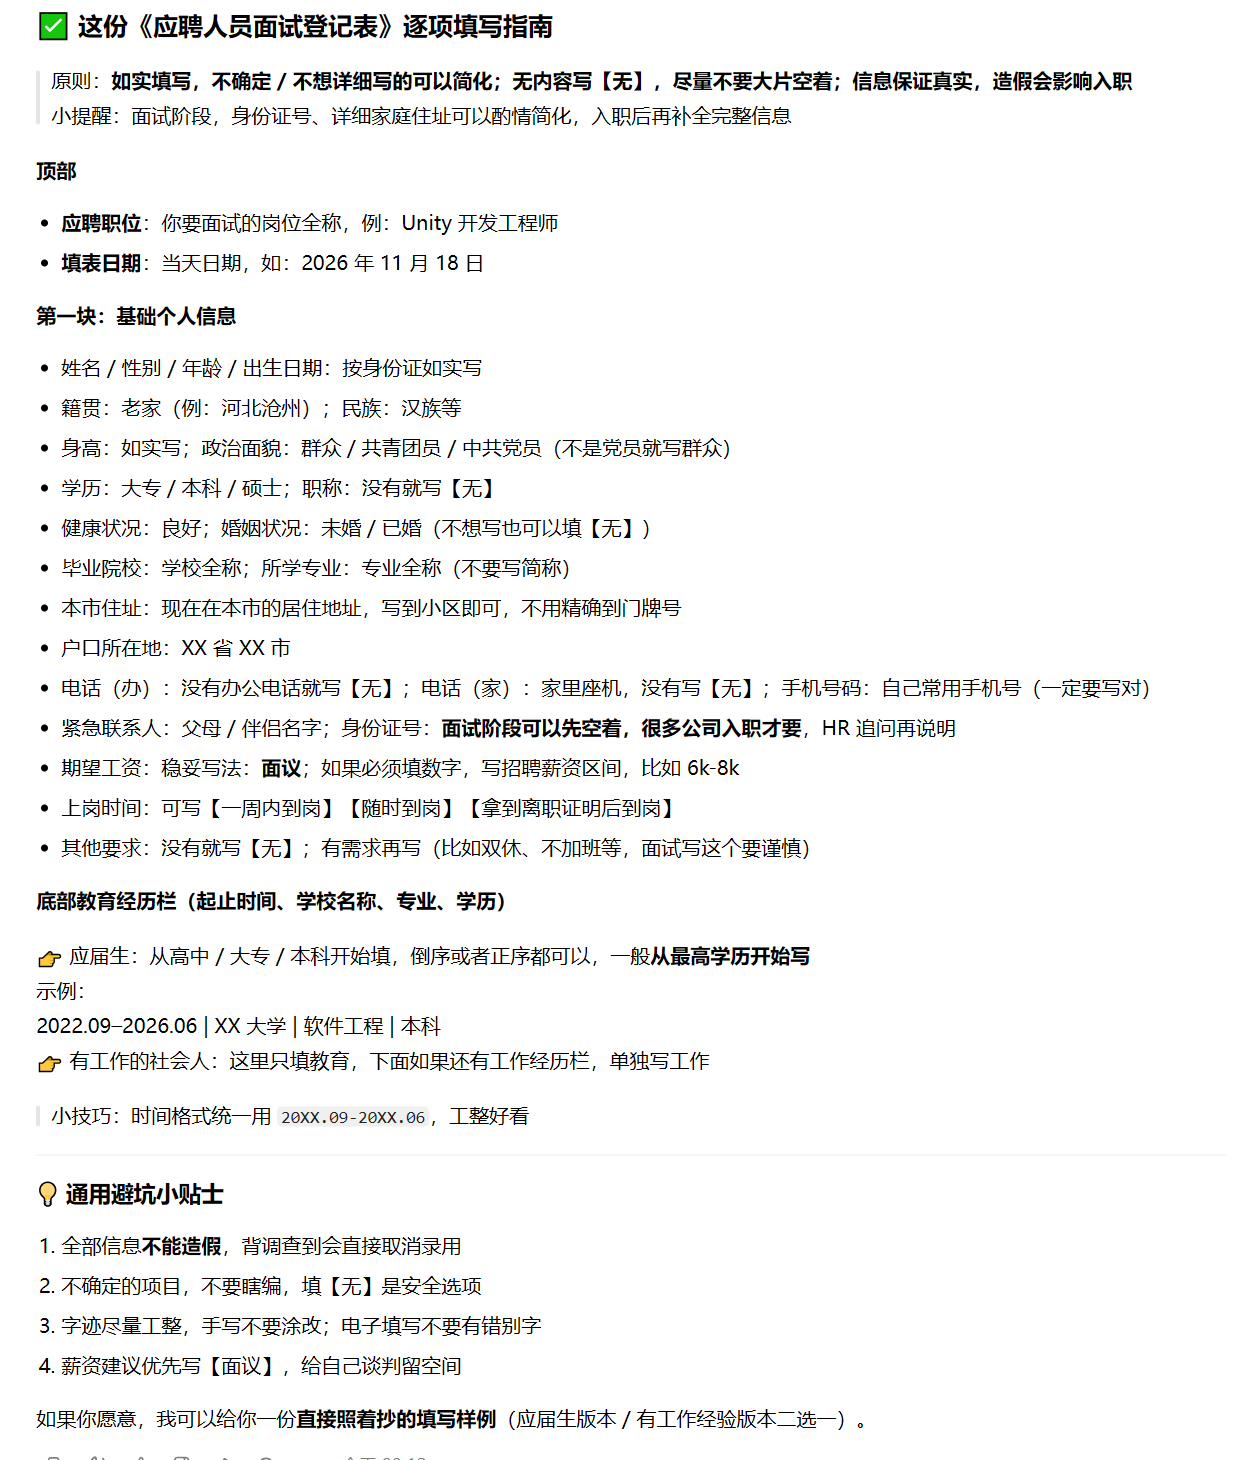 这份《应聘人员面试登记表》逐项填写指南
原则：如实填写，不确定 / 不想详细写的可以简化；无内容写【无】，尽量不要大片空着；信息保证真实，造假会影响入职
小提醒：面试阶段，身份证号、详细家庭住址可以酌情简化，入职后再补全完整信息
顶部
• 应聘职位：你要面试的岗位全称，例：Unity 开发工程师
• 填表日期：当天日期，如：2026 年 11 月 18 日
第一块：基础个人信息
• 姓名 / 性别 / 年龄 / 出生日期：按身份证如实写
• 籍贯：老家（例：河北沧州）；民族：汉族等
• 身高：如实写；政治面貌：群众 / 共青团员 / 中共党员（不是党员就写群众）
• 学历：大专 / 本科 / 硕士；职称：没有就写【无】
• 健康状况：良好；婚姻状况：未婚 / 已婚（不想写也可以填【无】）
• 毕业院校：学校全称；所学专业：专业全称（不要写简称）
• 本市住址：现在在本市的居住地址，写到小区即可，不用精确到门牌号
• 户口所在地：XX 省 XX 市
• 电话（办）：没有办公电话就写【无】；电话（家）：家里座机，没有写【无】；手机号码：自己常用手机号（一定要写对）
• 紧急联系人：父母 / 伴侣名字；身份证号：面试阶段可以先空着，很多公司入职才要，HR 追问再说明
• 期望工资：稳妥写法：面议；如果必须填数字，写招聘薪资区间，比如 6k-8k
• 上岗时间：可写【一周内到岗】【随时到岗】【拿到离职证明后到岗】
• 其他要求：没有就写【无】；有需求再写（比如双休、不加班等，面试写这个要谨慎）
底部教育经历栏（起止时间、学校名称、专业、学历）
应届生：从高中 / 大专 / 本科开始填，倒序或者正序都可以，一般从最高学历开始写
示例：
2022.09–2026.06 | XX 大学 | 软件工程 | 本科
有工作的社会人：这里只填教育，下面如果还有工作经历栏，单独写工作
小技巧：时间格式统一用 20XX.09-20XX.06，工整好看
通用避坑小贴士
1. 全部信息不能造假，背调查到会直接取消录用
2. 不确定的项目，不要瞎编，填【无】是安全选项
3. 字迹尽量工整，手写不要涂改；电子填写不要有错别字
4. 薪资建议优先写【面议】，给自己谈判留空间
如果你愿意，我可以给你一份直接照着抄的填写样例（应届生版本 / 有工作经验版本二选一）。